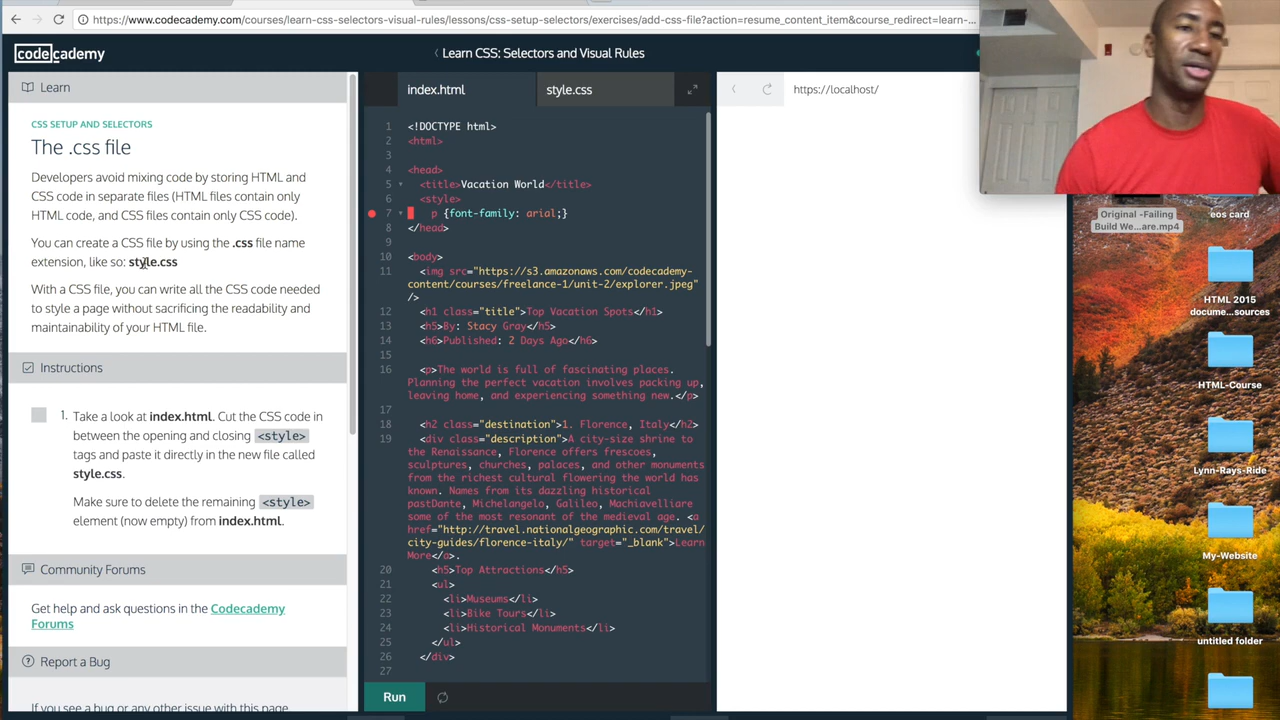 https://www.codecademy.com/courses/learn-css-selectors-visual-rules/lessons/css-setup-selectors/exercises/add-css-file?action=resume_content_item&course_redirect=learn-...
codecademy
Learn CSS: Selectors and Visual Rules
Learn
CSS SETUP AND SELECTORS
The .css file
Developers avoid mixing code by storing HTML and
CSS code in separate files (HTML files contain only
HTML code, and CSS files contain only CSS code).
You can create a CSS file by using the .css file name
extension, like so: style.css
With a CSS file, you can write all the CSS code needed
to style a page without sacrificing the readability and
maintainability of your HTML file.
Instructions
1. Take a look at index.html. Cut the CSS code in
between the opening and closing <style>
tags and paste it directly in the new file called
style.css.
Make sure to delete the remaining <style>
element (now empty) from index.html.
Community Forums
Get help and ask questions in the Codecademy
Forums
Report a Bug
If you see a bug or any other issue with this page
index.html
style.css
1 <!DOCTYPE html>
2 <html>
3
4 <head>
5 <title>Vacation World</title>
6 <style>
7 p {font-family: arial;}
8 </head>
9
10 <body>
11 <img src="https://s3.amazonaws.com/codecademy-
content/courses/freelance-1/unit-2/explorer.jpeg"
/>
12 <h1 class="title">Top Vacation Spots</h1>
13 <h5>By: Stacy Gray</h5>
14 <h6>Published: 2 Days Ago</h6>
15
16 <p>The world is full of fascinating places.
Planning the perfect vacation involves packing up,
leaving home, and experiencing something new.</p>
17
18 <h2 class="destination">1. Florence, Italy</h2>
19 <div class="description">A city-size shrine to
the Renaissance, Florence offers frescoes,
sculptures, churches, palaces, and other monuments
from the richest cultural flowering the world has
known. Names from its dazzling historical
pastDante, Michelangelo, Galileo, Machiavelliare
some of the most resonant of the medieval age. <a
href="http://travel.nationalgeographic.com/travel/
city-guides/florence-italy/" target="_blank">Learn
More</a>.
20 <h5>Top Attractions</h5>
21 <ul>
22 <li>Museums</li>
23 <li>Bike Tours</li>
24 <li>Historical Monuments</li>
25 </ul>
26 </div>
27
Run
https://localhost/
Original -Failing
Build We...are.mp4
eos card
HTML 2015
docume...sources
HTML-Course
Lynn-Rays-Ride
My-Website
untitled folder